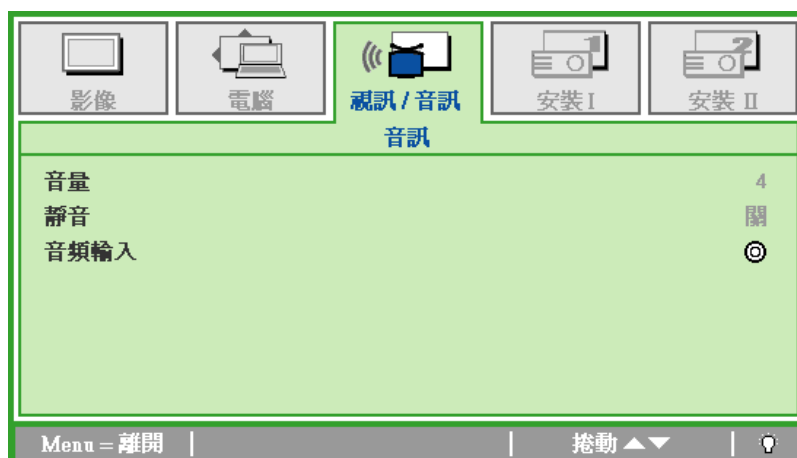 影像
電腦
視訊 / 音訊
安裝 I
安裝 II
音訊
音量 4
靜音 關
音頻輸入
Menu = 離開 捲動